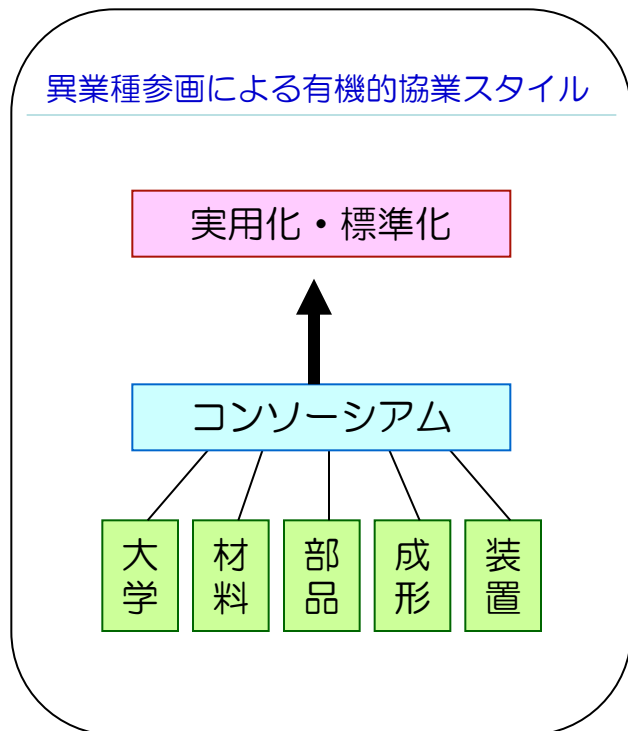 異業種参画による有機的協業スタイル
実用化・標準化
コンソーシアム
大学
材料
部品
成形
装置